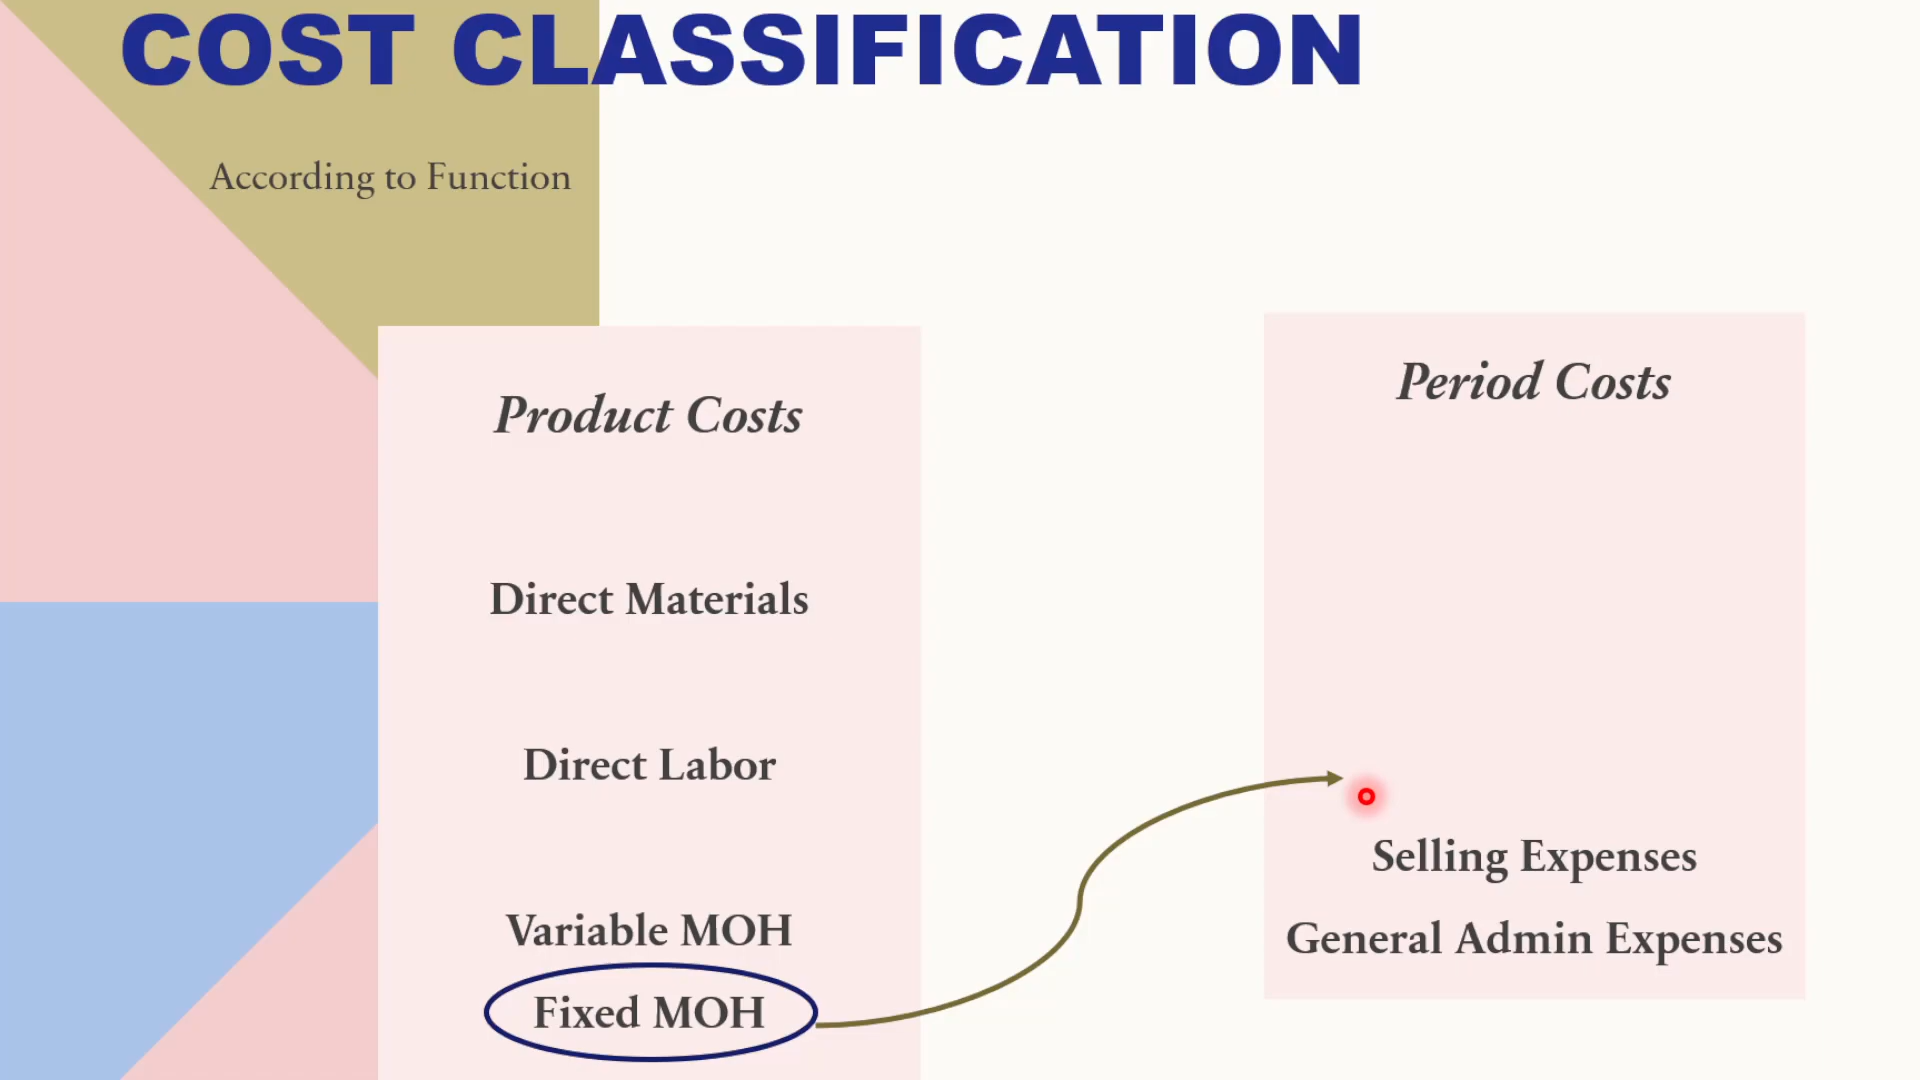 COST CLASSIFICATION
According to Function
Product Costs
Direct Materials
Direct Labor
Variable MOH
Fixed MOH
Period Costs
Selling Expenses
General Admin Expenses